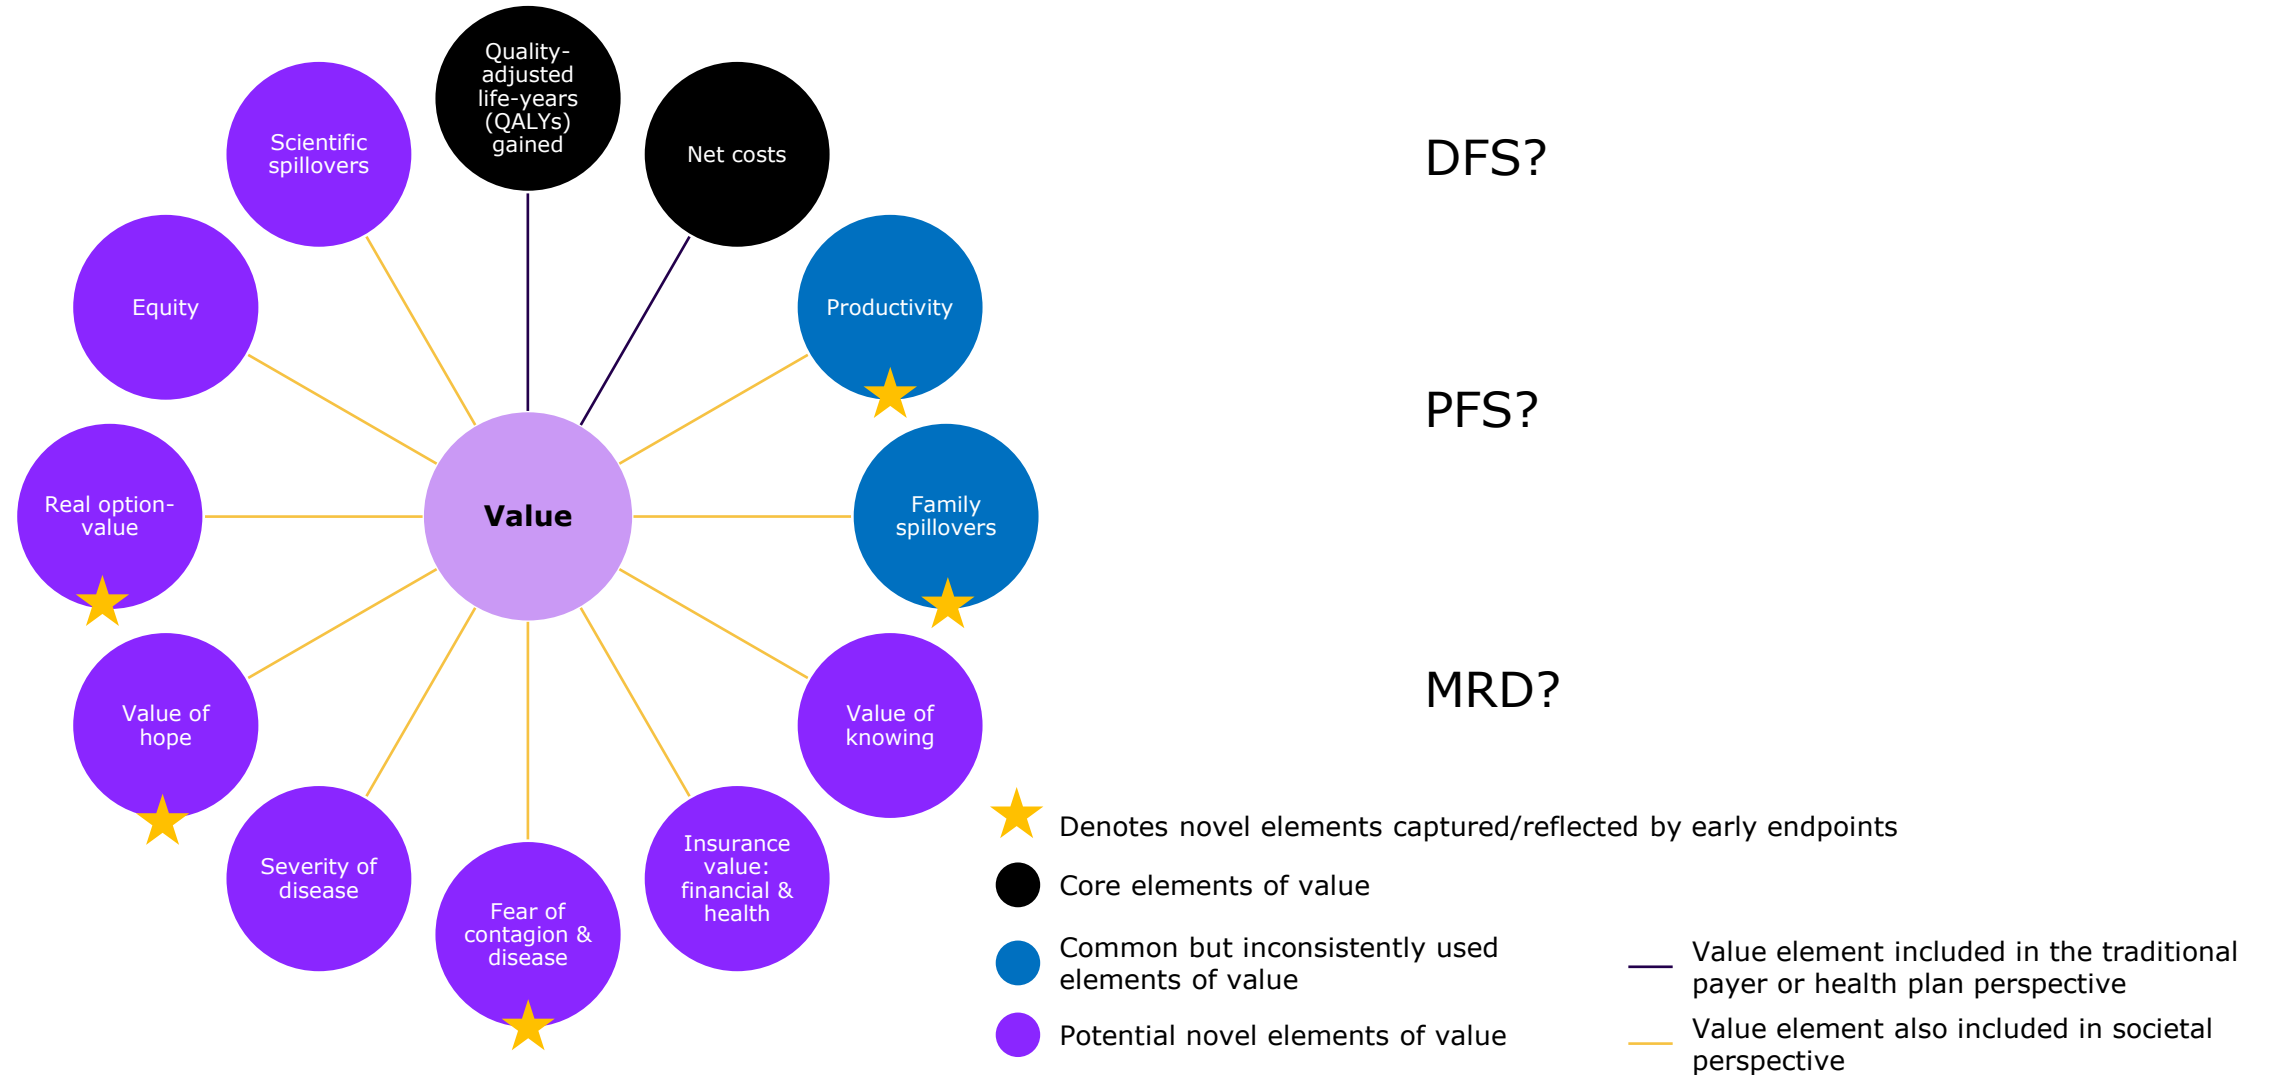 Quality-
adjusted
life-years
(QALYs)
gained
Net costs
Scientific
spillovers
DFS?
Equity
Productivity
PFS?
Real option-
value
Value
Family
spillovers
MRD?
Value of
hope
Value of
knowing
Severity of
disease
Fear of
contagion &
disease
Insurance
value:
financial &
health
Denotes novel elements captured/reflected by early endpoints
Core elements of value
Common but inconsistently used
elements of value
Potential novel elements of value
Value element included in the traditional
payer or health plan perspective
Value element also included in societal
perspective